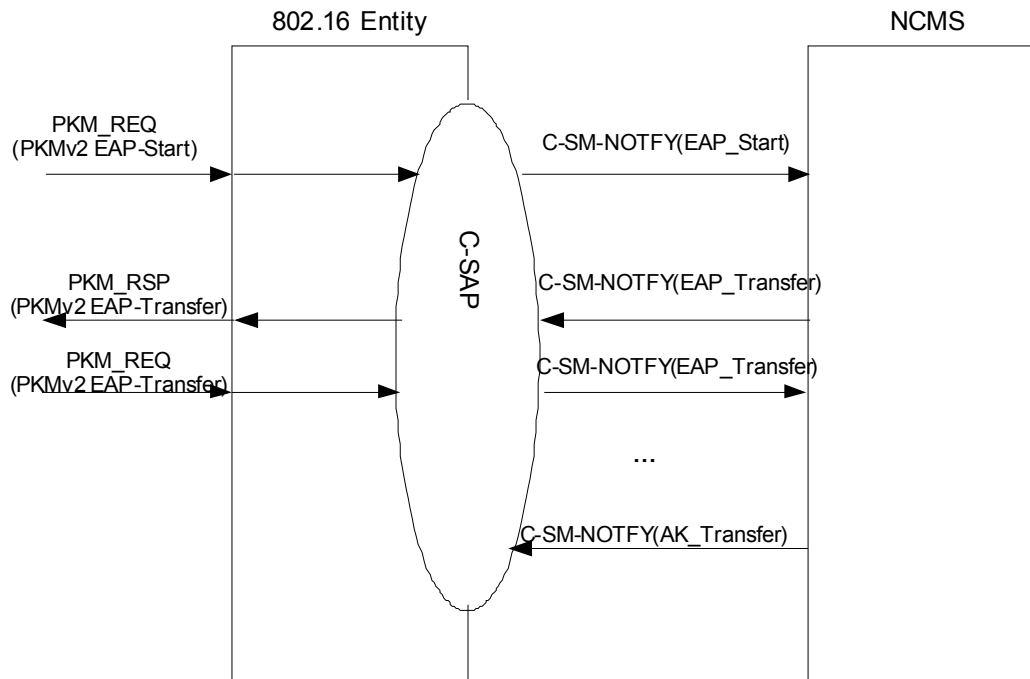 802.16 Entity
NCMS
PKM_REQ
(PKMv2 EAP-Start)
C-SM-NOTFY(EAP_Start)
C-SAP
PKM_RSP
(PKMv2 EAP-Transfer)
C-SM-NOTFY(EAP_Transfer)
PKM_REQ
(PKMv2 EAP-Transfer)
C-SM-NOTFY(EAP_Transfer)
...
C-SM-NOTFY(AK_Transfer)